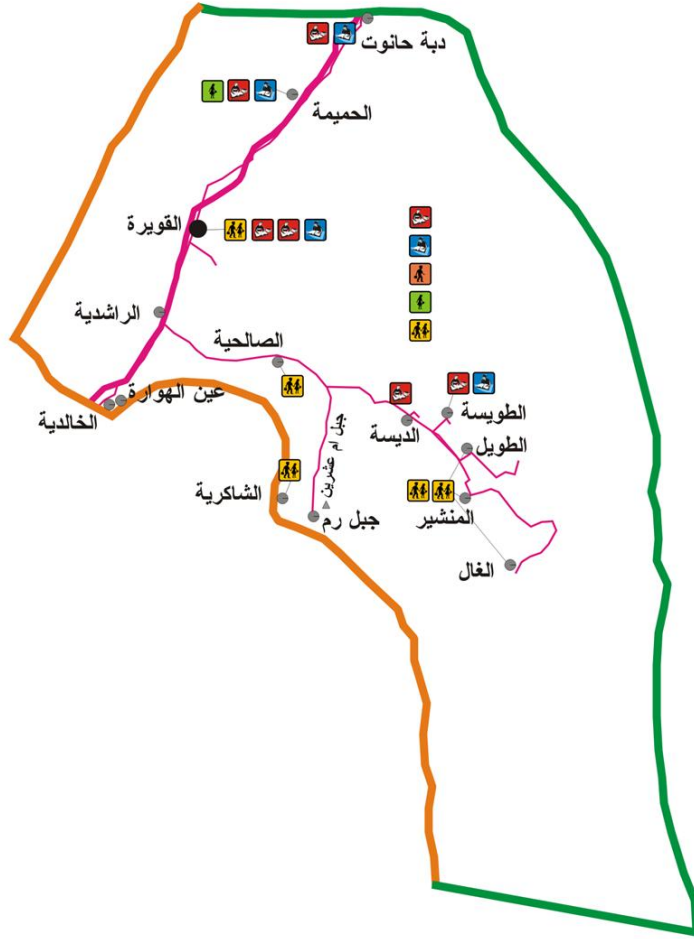 دبة حانوت
الحميمة
القويرة
الراشدية
الصالحية
عين الهوارة
الخالدية
الطويسة
الديسة
الطويل
جبل ام عشرين
الشاكرية
المنشير
جبل رم
الغال